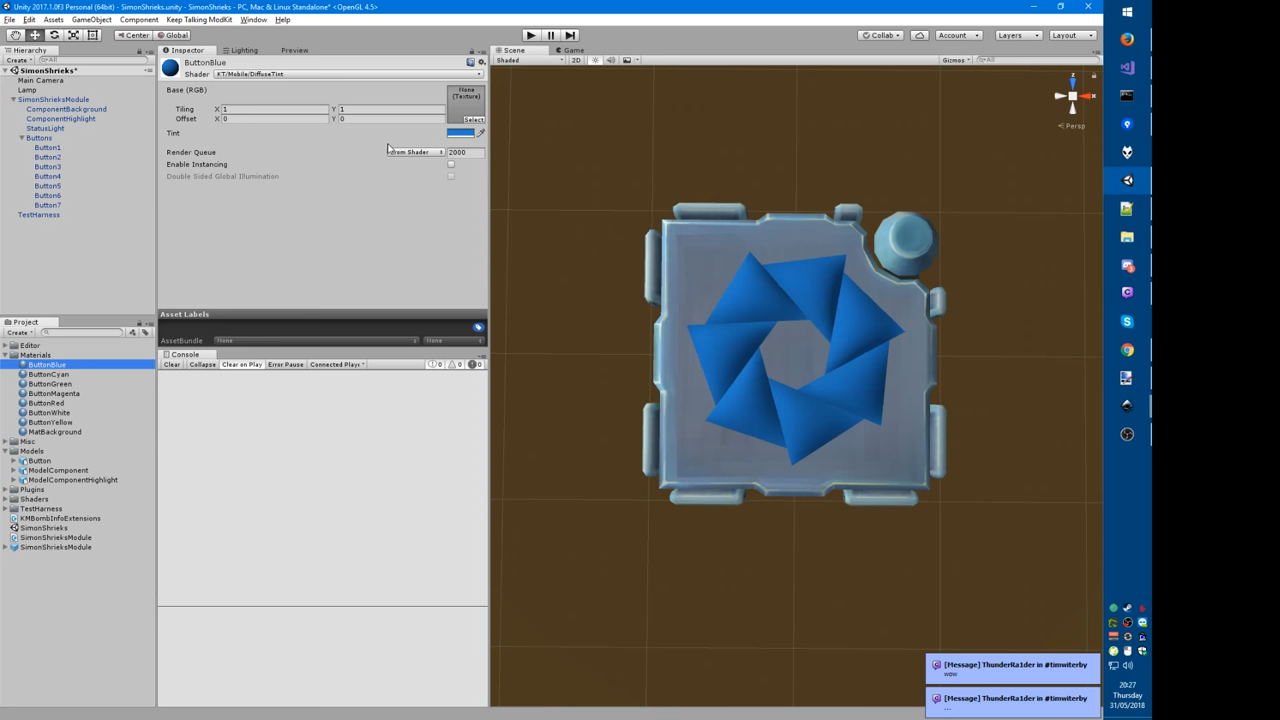 Unity 2017.1.0f3 Personal (64bit) - SimonShrieks.unity - SimonShrieks - PC, Mac & Linux Standalone* <OpenGL 4.5>
File Edit Assets GameObject Component Keep Talking ModKit Window Help
Center Global Collab Account Layers Layout
Hierarchy
Create All
SimonShrieks*
Main Camera
Lamp
SimonShrieksModule
ComponentBackground
ComponentHighlight
StatusLight
Buttons
Button1
Button2
Button3
Button4
Button5
Button6
Button7
TestHarness
Project
Create
Editor
Materials
ButtonBlue
ButtonCyan
ButtonGreen
ButtonMagenta
ButtonRed
ButtonWhite
ButtonYellow
MatBackground
Misc
Models
Button
ModelComponent
ModelComponentHighlight
Plugins
Shaders
TestHarness
KMBombInfoExtensions
SimonShrieks
SimonShrieksModule
SimonShrieksModule
Inspector Lighting Preview
ButtonBlue
Shader KT/Mobile/DiffuseTint
Base (RGB)
None
(Texture)
Tiling X 1 Y 1
Offset X 0 Y 0
Select
Tint
Render Queue From Shader 2000
Enable Instancing
Double Sided Global Illumination
Asset Labels
AssetBundle None None
Console
Clear Collapse Clear on Play Error Pause Connected Playe 0 0 0
Scene Game
Shaded 2D Gizmos All
z
x
Persp
[Message] ThunderRa1der in #timwiterby
wow
[Message] ThunderRa1der in #timwiterby
...
20:27
Thursday
31/05/2018